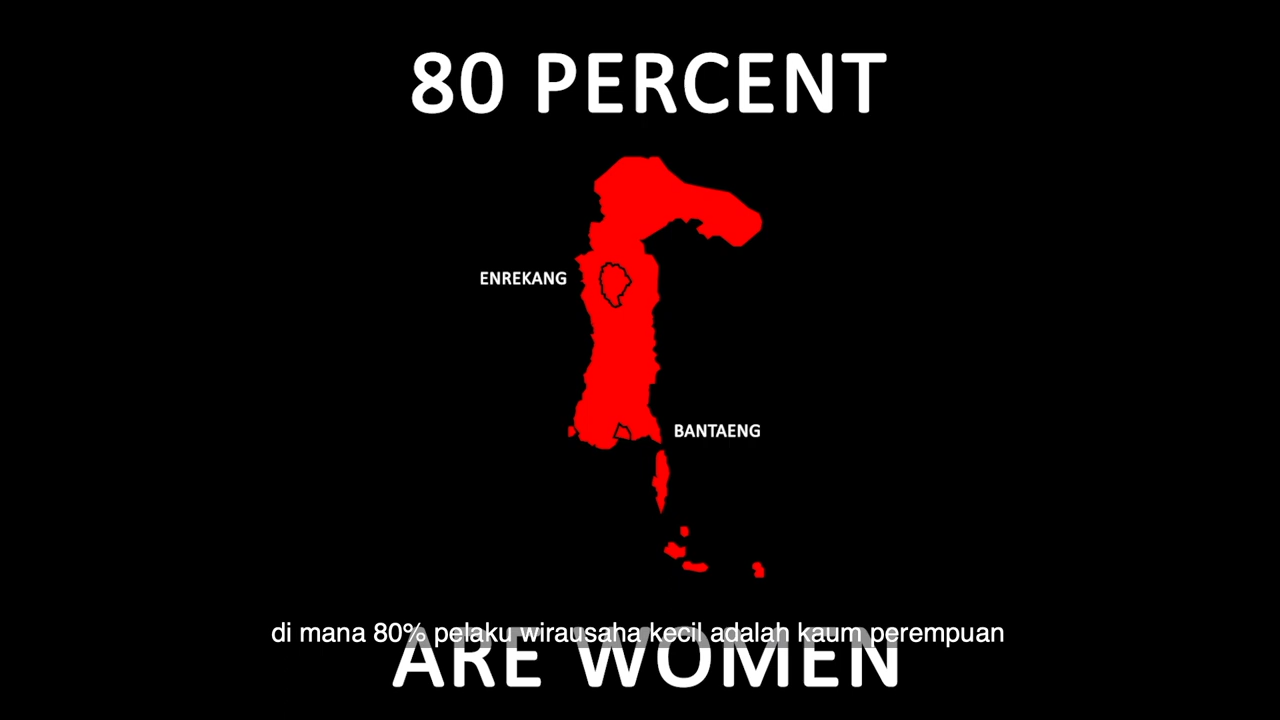 80 PERCENT
ENREKANG
BANTAENG
di mana 80% pelaku wirausaha kecil adalah kaum perempuan
ARE WOMEN